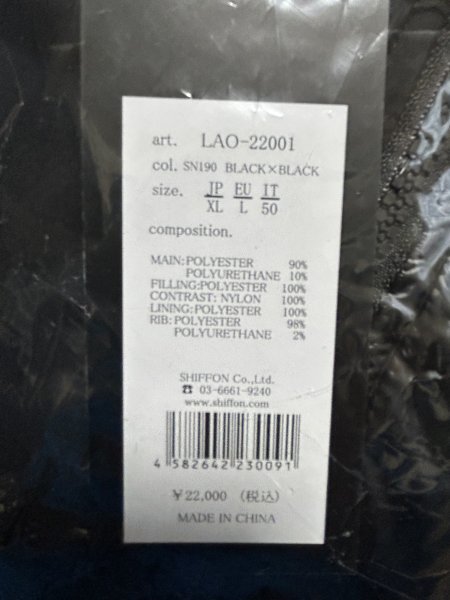 art. LAO-22001
col. SN190 BLACK×BLACK
size. JP EU IT
XL L 50
composition.
MAIN:POLYESTER 90%
POLYURETHANE 10%
FILLING:POLYESTER 100%
CONTRAST: NYLON 100%
LINING:POLYESTER 100%
RIB:POLYESTER 98%
POLYURETHANE 2%
SHIFFON Co.,Ltd.
☎ 03-6661-9240
www.shiffon.com
4 582642 230091
¥22,000 (税込)
MADE IN CHINA